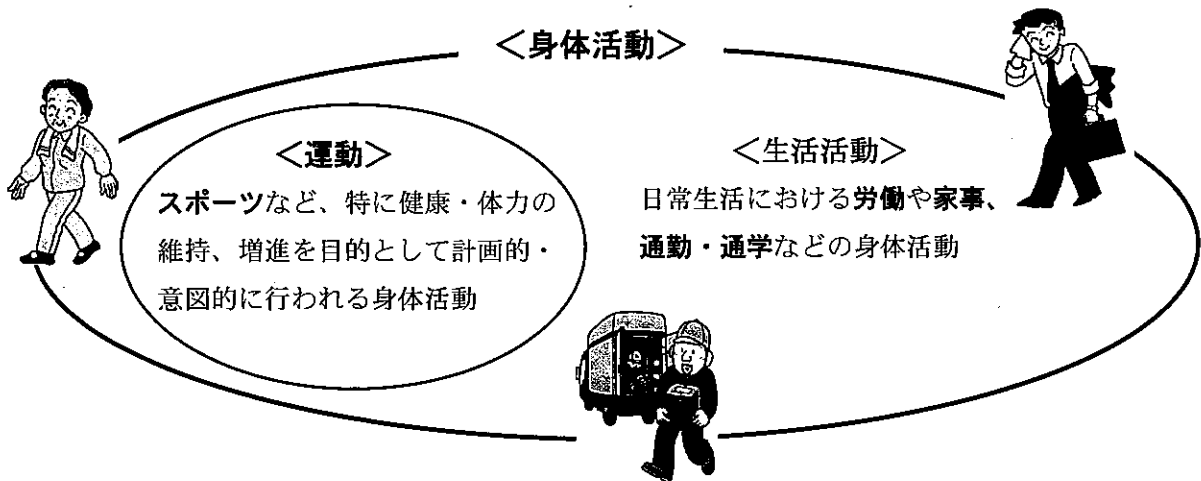 ＜身体活動＞
＜運動＞
スポーツなど、特に健康・体力の
維持、増進を目的として計画的・
意図的に行われる身体活動
＜生活活動＞
日常生活における労働や家事、
通勤・通学などの身体活動